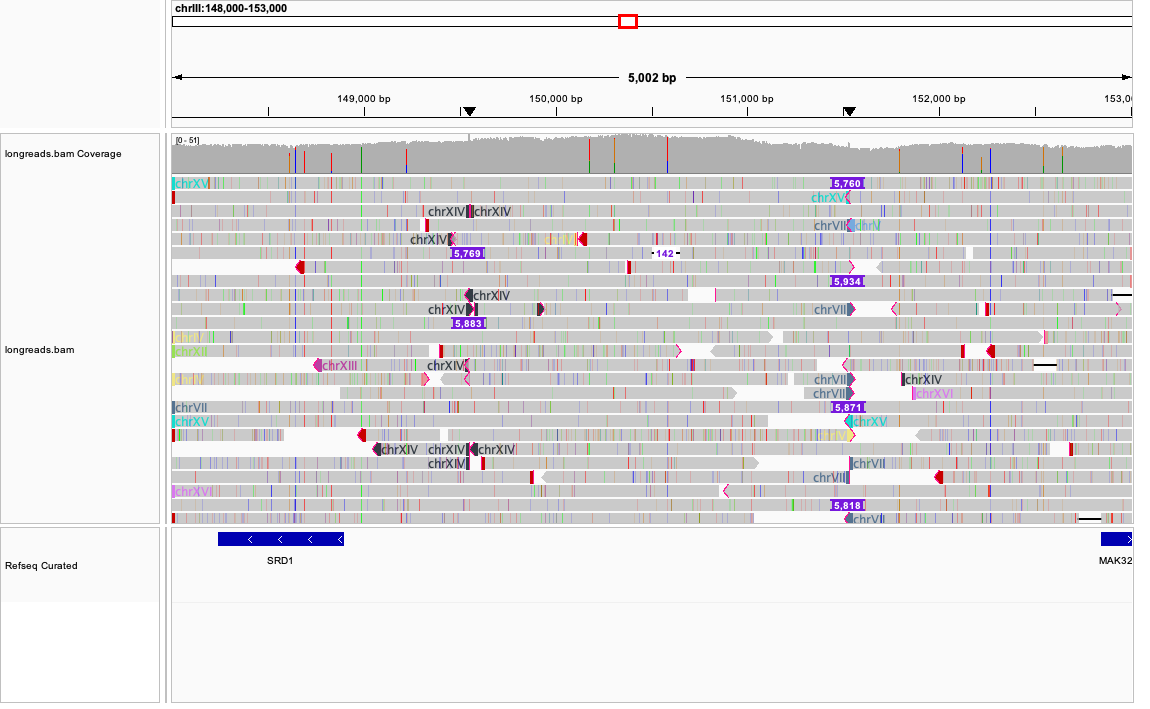 chrIII:148,000-153,000
5,002 bp
149,000 bp 150,000 bp 151,000 bp 152,000 bp 153,0
longreads.bam Coverage
[0 - 51]
chrXV 5,760
chrXV
chrXIV chrXIV
chrVII chrV
chrXIV
5,769 142
5,934
chrXIV
chrXIV chrVII
5,883
longreads.bam
chrXII
chrXIII chrXIV
chrVII chrXIV
chrVII chrXVI
chrVII 5,871
chrXV chrXV
chrXIV chrXIV chrXIV
chrXIV chrVII
chrVII
chrXVI
5,818
chrVII
Refseq Curated
SRD1 MAK32